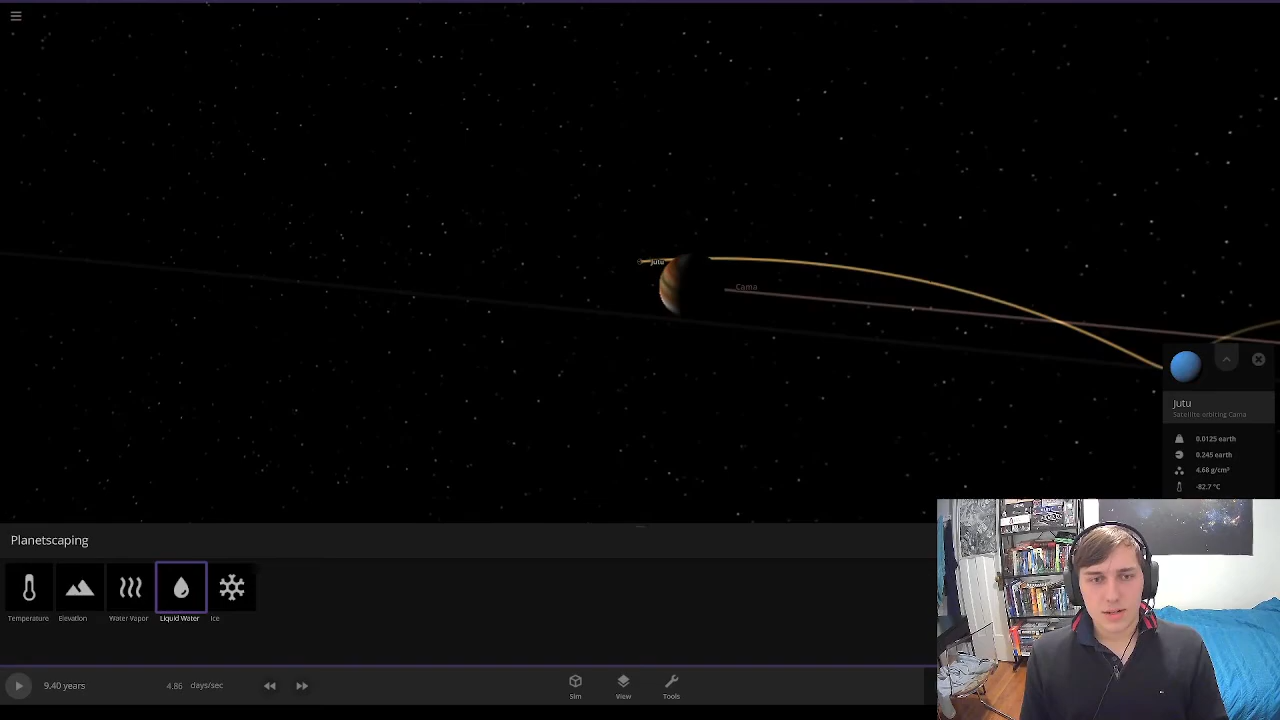 Jutu
Cama
Jutu
Satellite orbiting Cama
0.0125 earth
0.245 earth
4.68 g/cm³
-82.7 °C
Planetscaping
Temperature
Elevation
Water Vapor
Liquid Water
Ice
9.40 years
4.86 days/sec
Sim
View
Tools